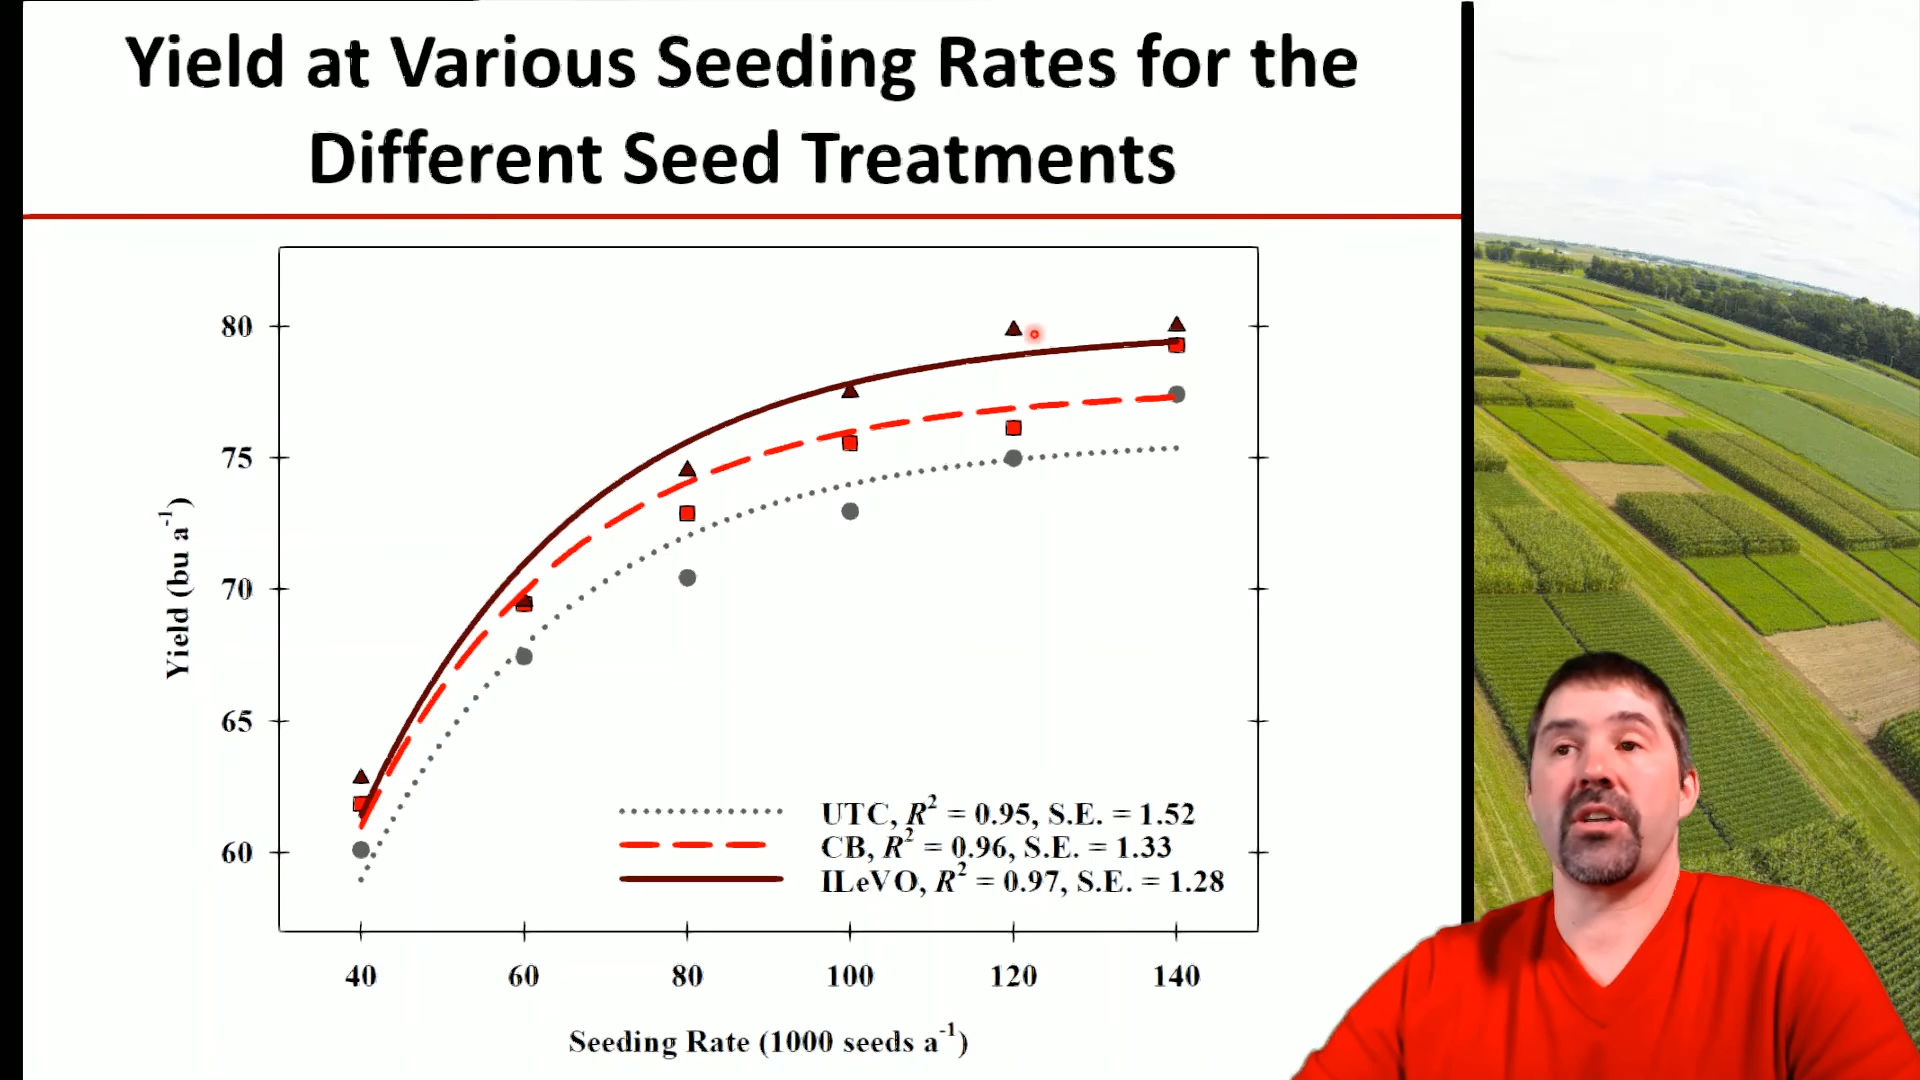 Yield at Various Seeding Rates for the
Different Seed Treatments
80
75
70
65
60
Yield (bu a⁻¹)
UTC, R² = 0.95, S.E. = 1.52
CB, R² = 0.96, S.E. = 1.33
ILeVO, R² = 0.97, S.E. = 1.28
40 60 80 100 120 140
Seeding Rate (1000 seeds a⁻¹)